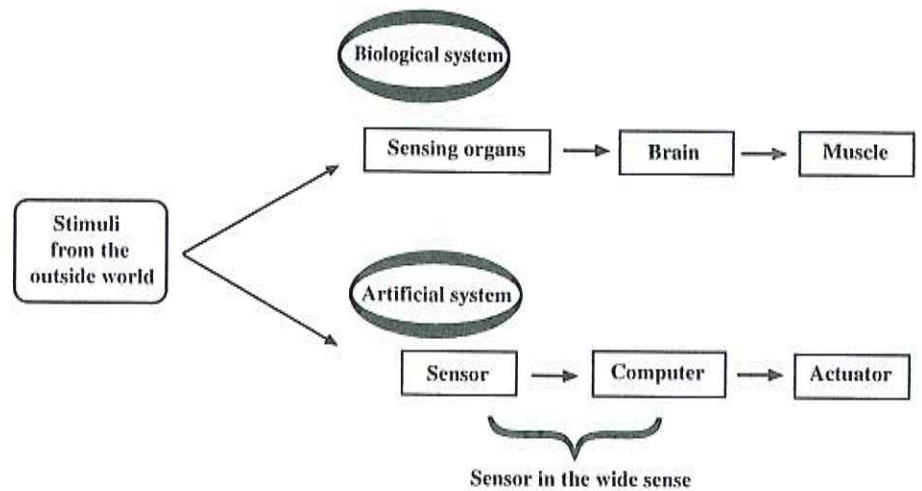 Biological system
Sensing organs
Brain
Muscle
Stimuli
from the
outside world
Artificial system
Sensor
Computer
Actuator
Sensor in the wide sense